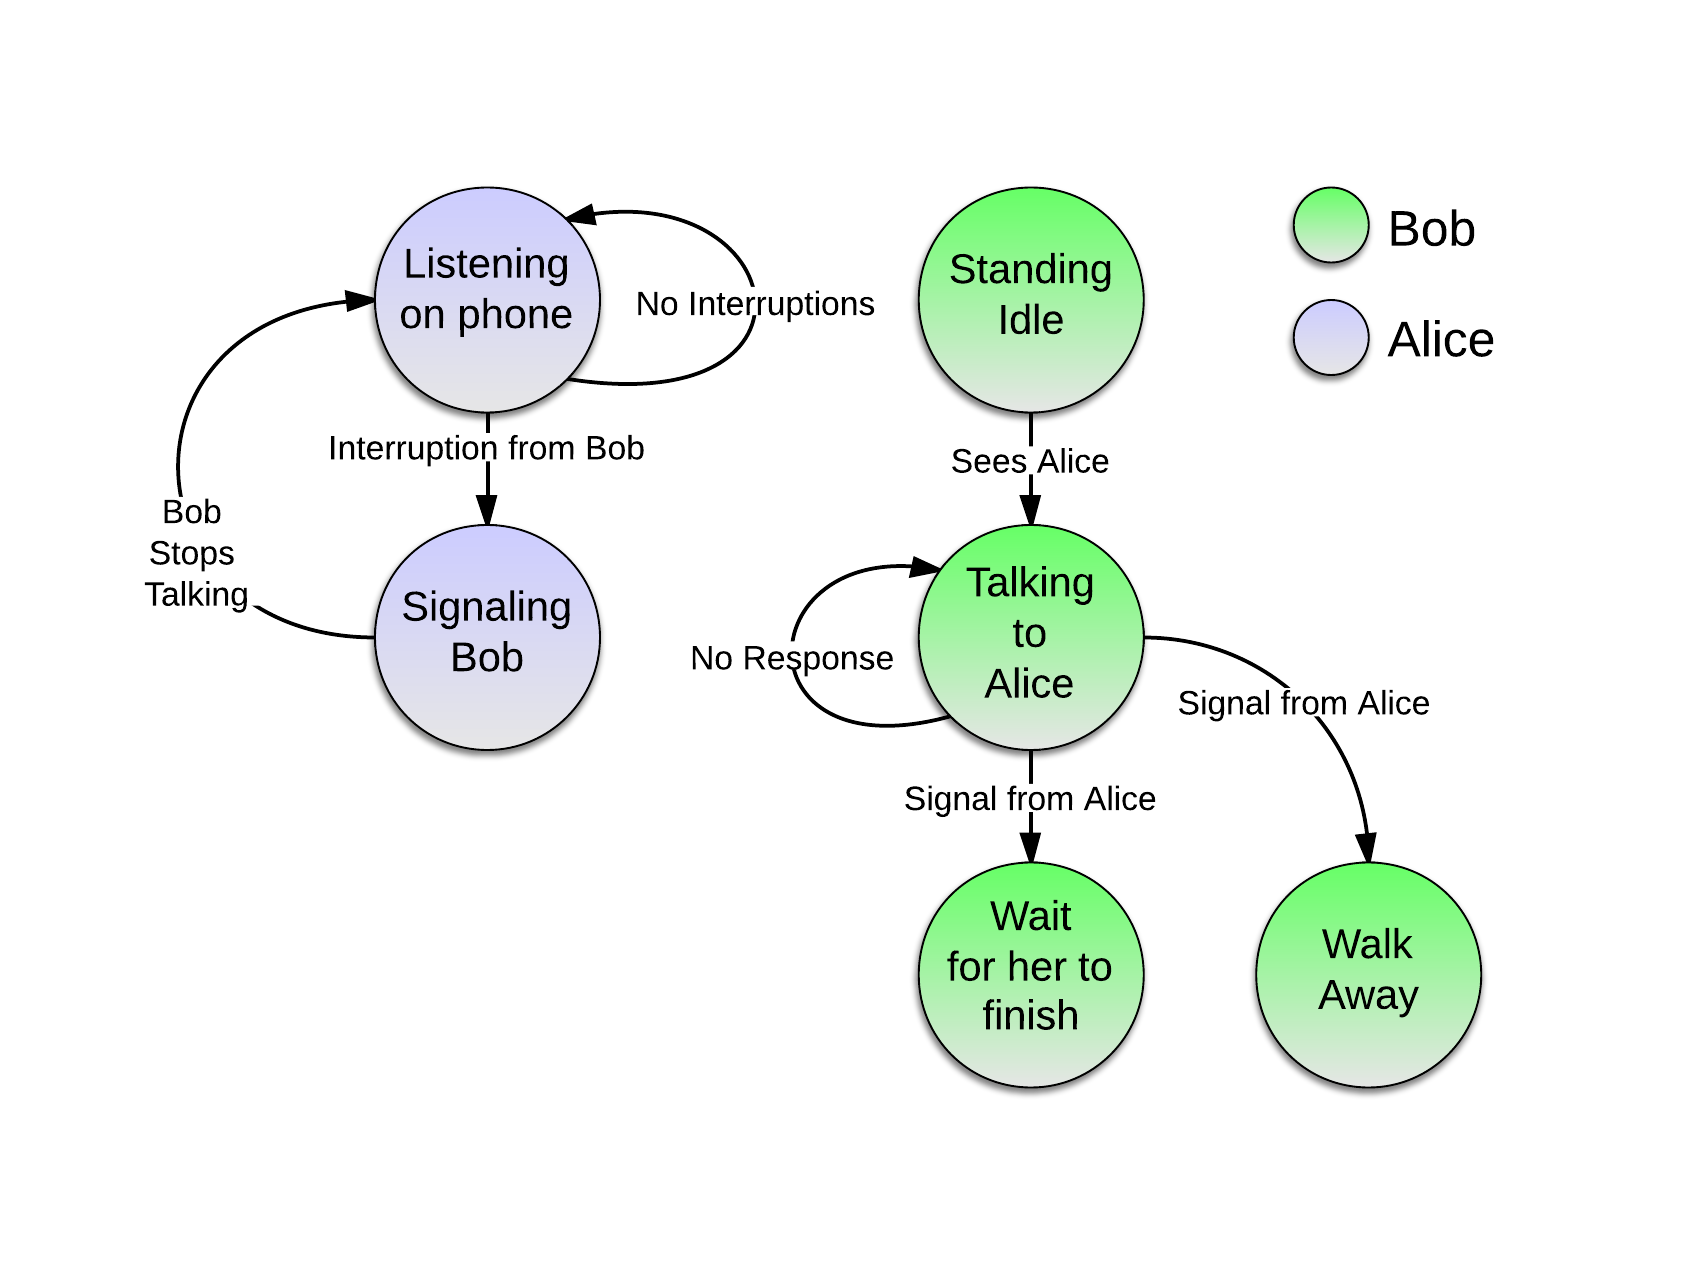 Listening
on phone
No Interruptions
Interruption from Bob
Bob
Stops
Talking
Signaling
Bob
Standing
Idle
Sees Alice
Talking
to
Alice
No Response
Signal from Alice
Signal from Alice
Wait
for her to
finish
Walk
Away
Bob
Alice